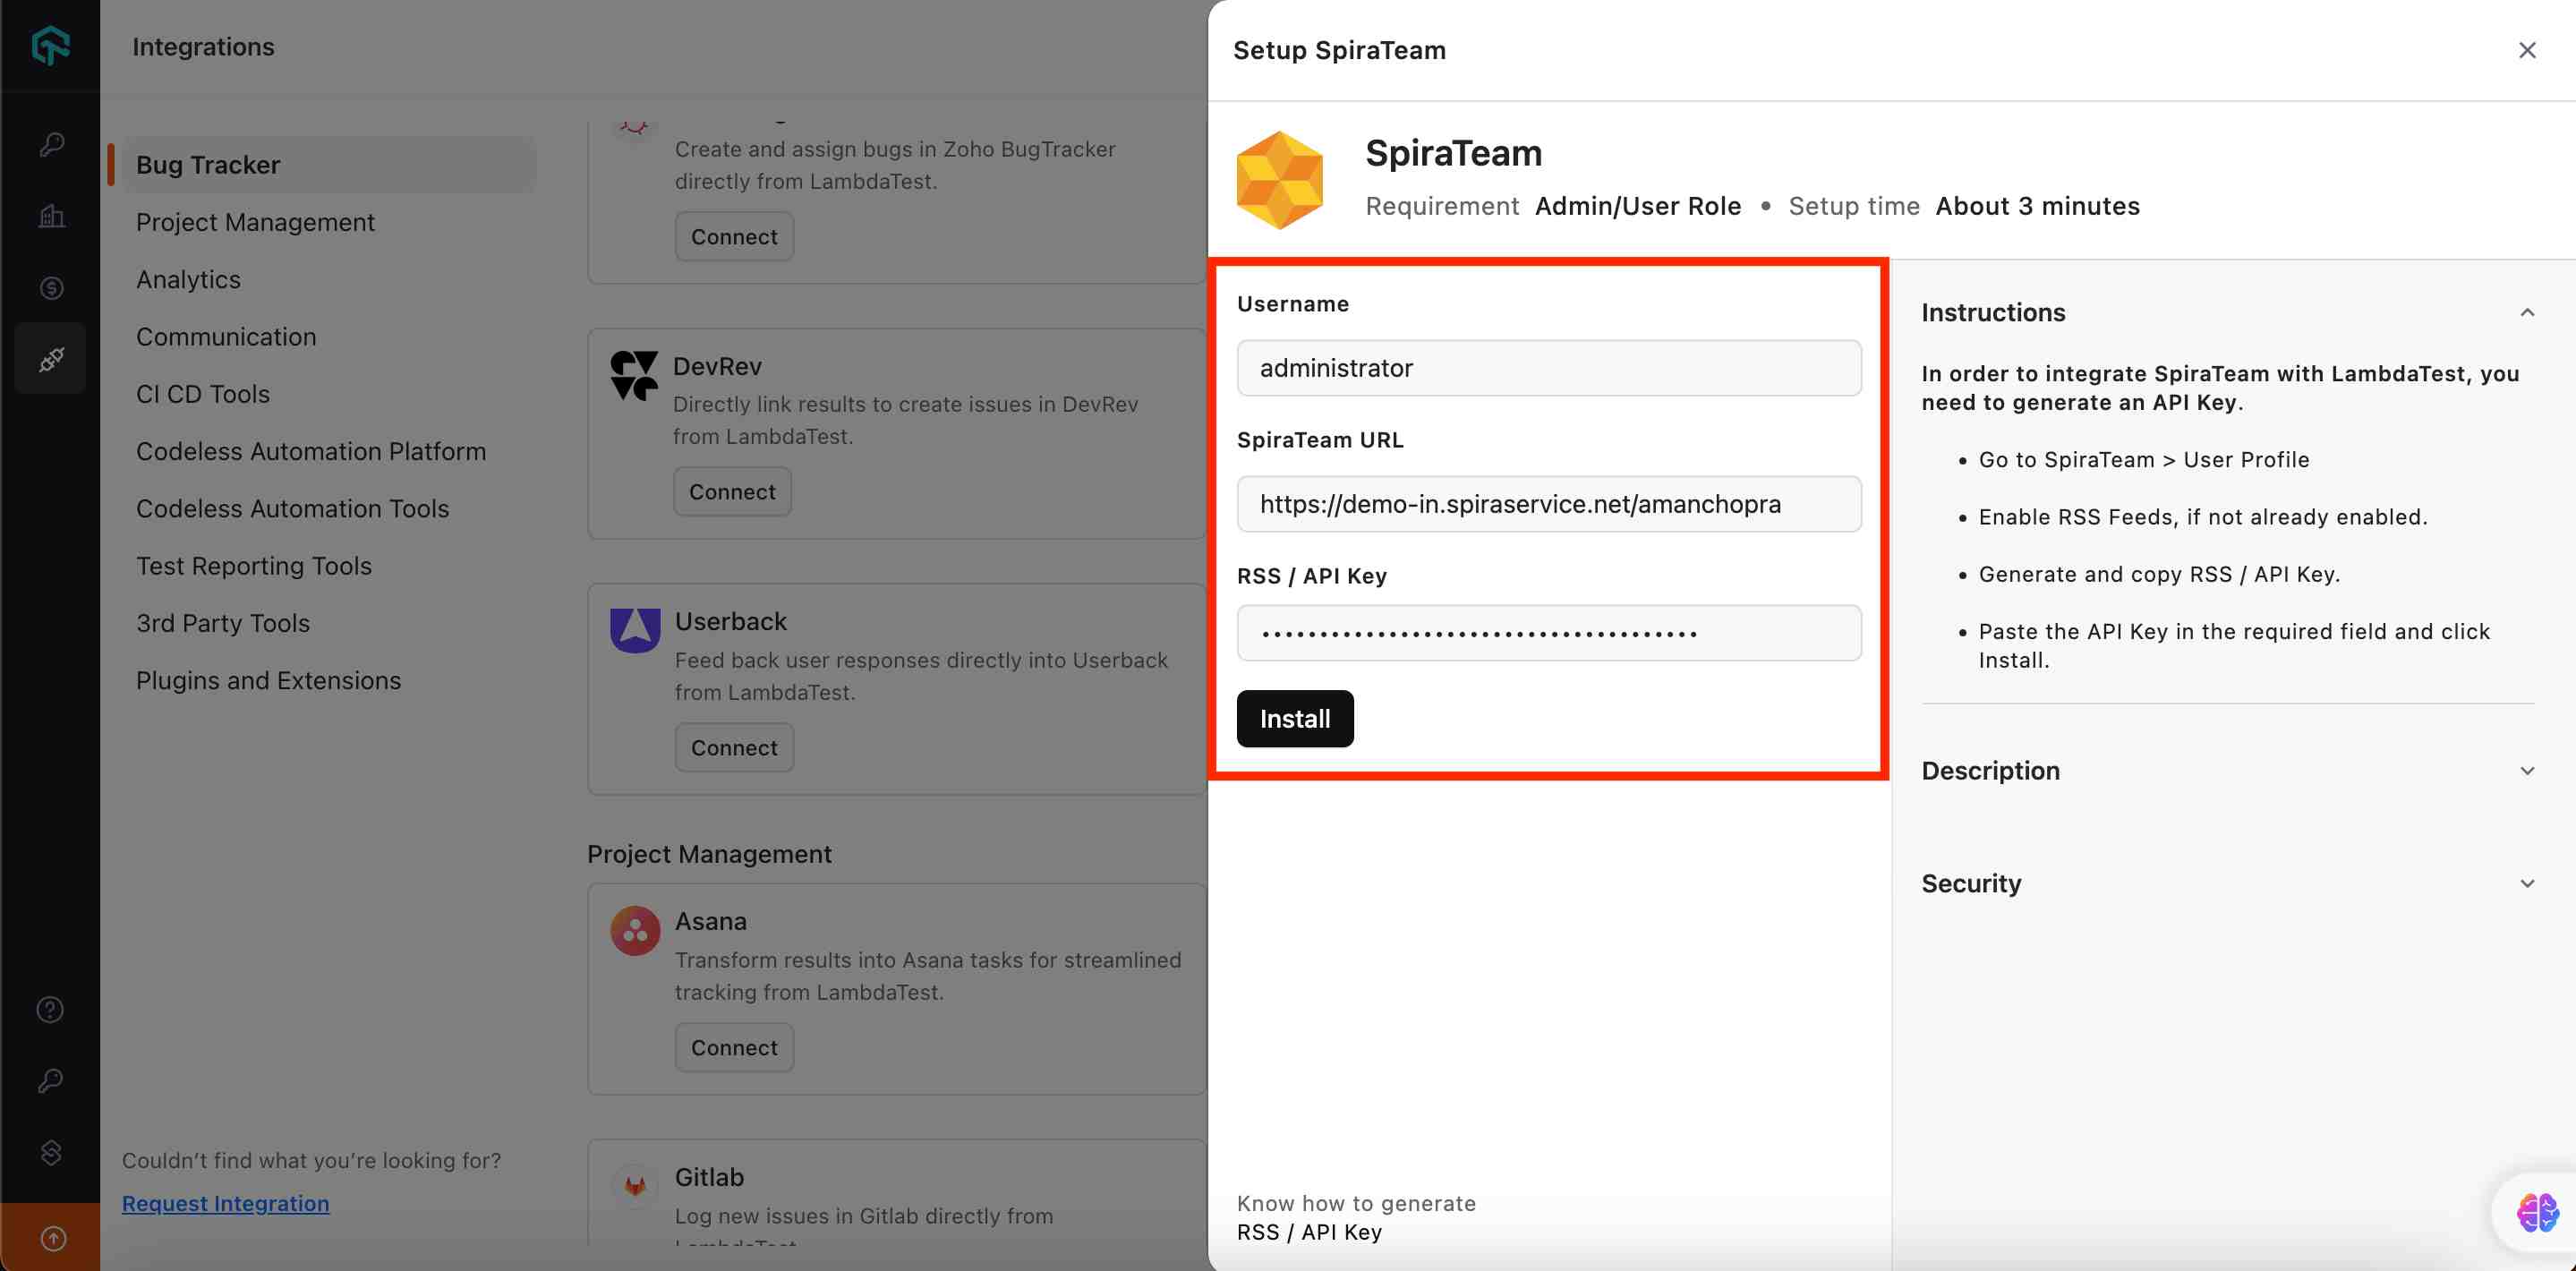 Integrations
Bug Tracker
Project Management
Analytics
Communication
CI CD Tools
Codeless Automation Platform
Codeless Automation Tools
Test Reporting Tools
3rd Party Tools
Plugins and Extensions
Couldn't find what you're looking for?
Request Integration
Create and assign bugs in Zoho BugTracker
directly from LambdaTest.
Connect
DevRev
Directly link results to create issues in DevRev
from LambdaTest.
Connect
Userback
Feed back user responses directly into Userback
from LambdaTest.
Connect
Project Management
Asana
Transform results into Asana tasks for streamlined
tracking from LambdaTest.
Connect
Gitlab
Log new issues in Gitlab directly from
Setup SpiraTeam
SpiraTeam
Requirement Admin/User Role • Setup time About 3 minutes
Username
administrator
SpiraTeam URL
https://demo-in.spiraservice.net/amanchopra
RSS / API Key
Install
Know how to generate
RSS / API Key
Instructions
In order to integrate SpiraTeam with LambdaTest, you
need to generate an API Key.
• Go to SpiraTeam > User Profile
• Enable RSS Feeds, if not already enabled.
• Generate and copy RSS / API Key.
• Paste the API Key in the required field and click
Install.
Description
Security